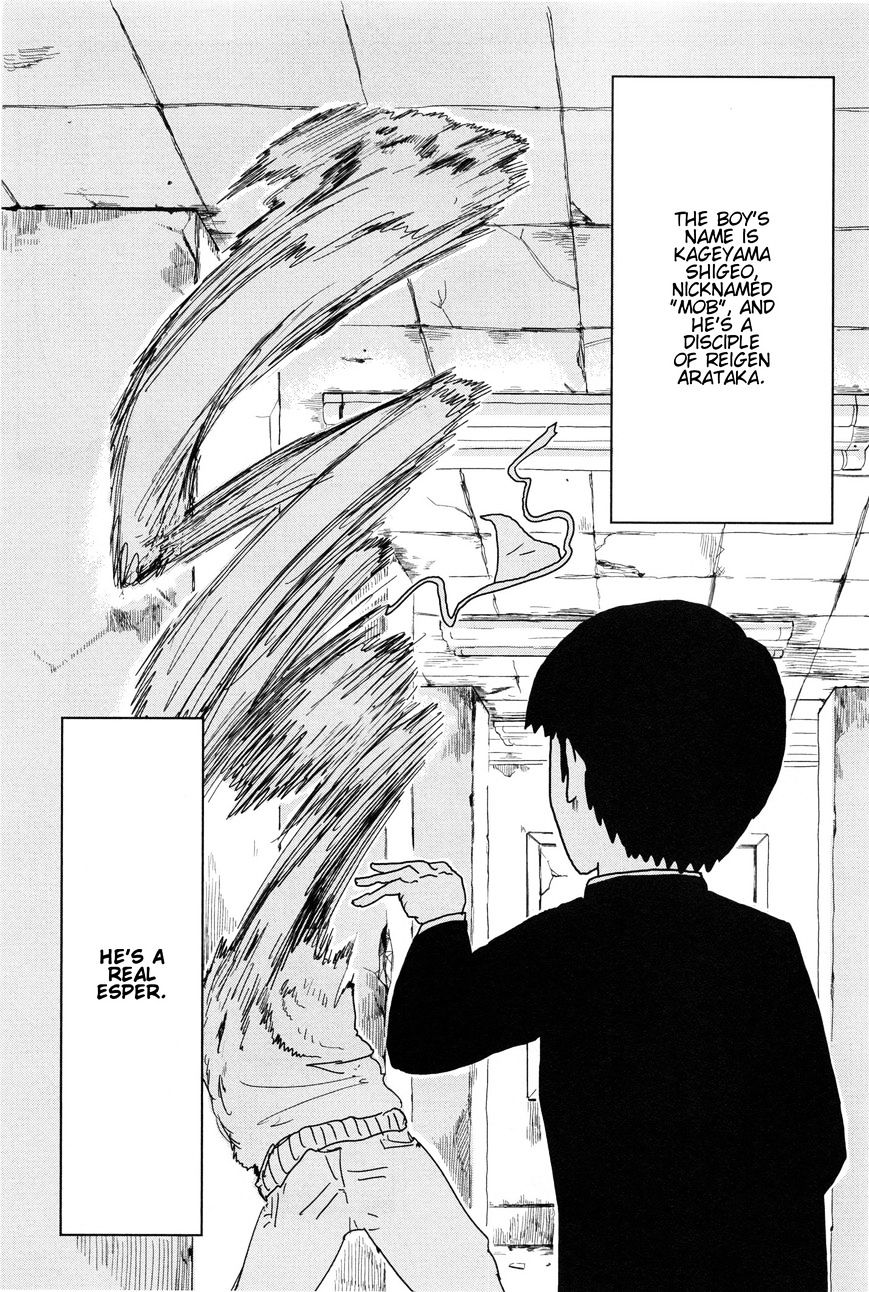 THE BOY'S
NAME IS
KAGEYAMA
SHIGEO,
NICKNAMED
"MOB", AND
HE'S A
DISCIPLE
OF REIGEN
ARATAKA.
HE'S A
REAL
ESPER.